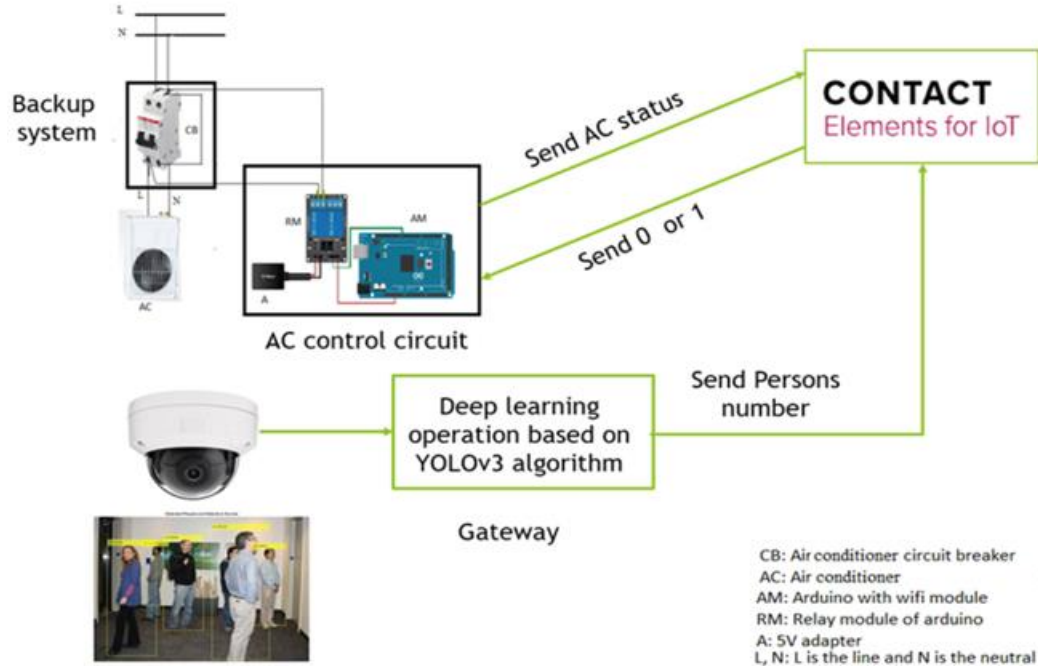 L
N
Backup
system
CB
L
N
AC
RM
AM
A
AC control circuit
Send AC status
Send 0 or 1
CONTACT
Elements for IoT
Deep learning
operation based on
YOLOv3 algorithm
Send Persons
number
Gateway
CB: Air conditioner circuit breaker
AC: Air conditioner
AM: Arduino with wifi module
RM: Relay module of arduino
A: 5V adapter
L, N: L is the line and N is the neutral